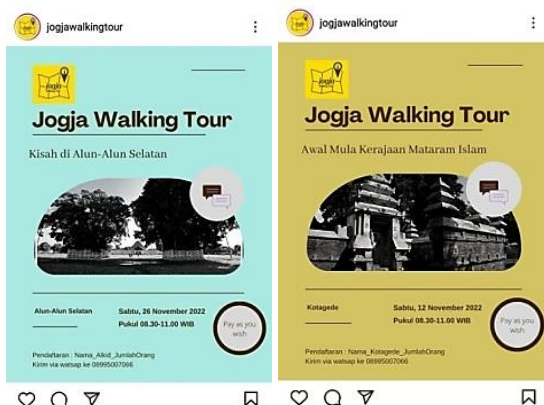 jogjawalkingtour
jogja
Jogja Walking Tour
Kisah di Alun-Alun Selatan
Alun-Alun Selatan
Sabtu, 26 November 2022
Pukul 08.30-11.00 WIB
Pay as you
wish
Pendaftaran : Nama_Alkid_JumlahOrang
Kirim via watsap ke 08995007066
jogjawalkingtour
jogja
Jogja Walking Tour
Awal Mula Kerajaan Mataram Islam
Kotagede
Sabtu, 12 November 2022
Pukul 08.30-11.00 WIB
Pay as you
wish
Pendaftaran : Nama_Kotagede_JumlahOrang
Kirim via watsap ke 08995007066